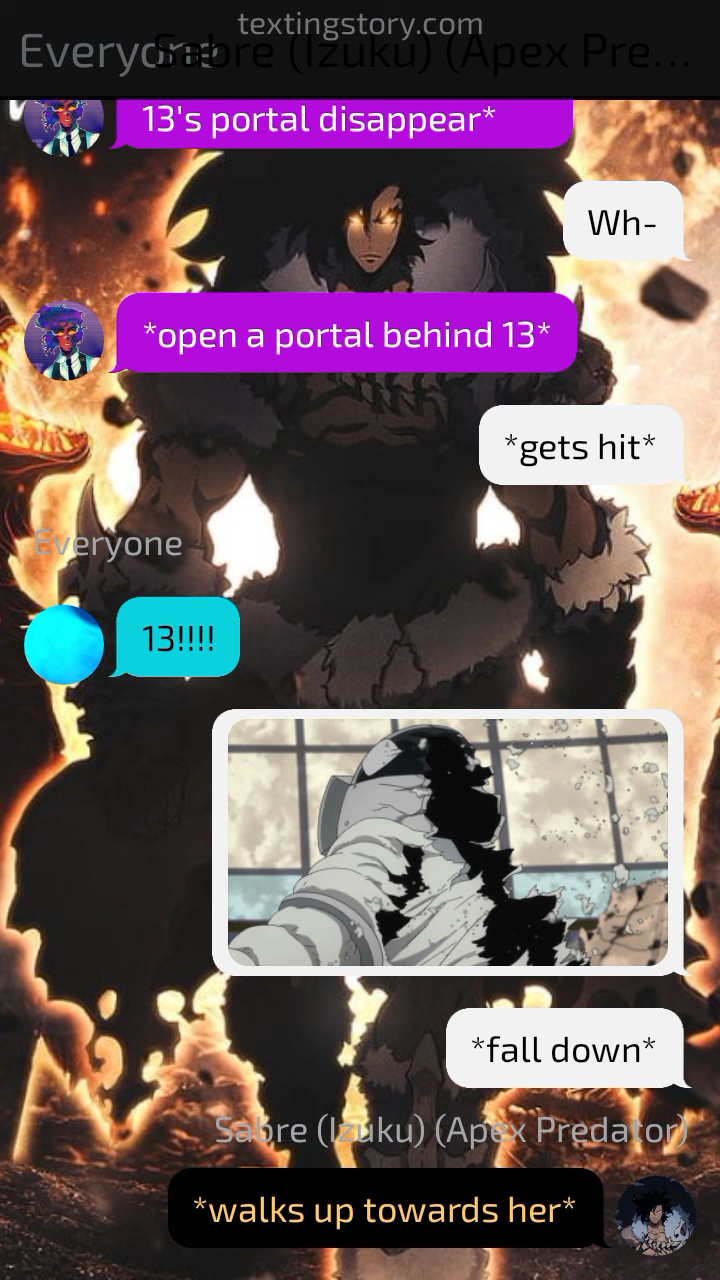 textingstory.com
Everyone
Sabre (Izuku) (Apex Pre...
13's portal disappear*
Wh-
*open a portal behind 13*
*gets hit*
Everyone
13!!!!
*fall down*
Sabre (Izuku) (Apex Predator)
*walks up towards her*